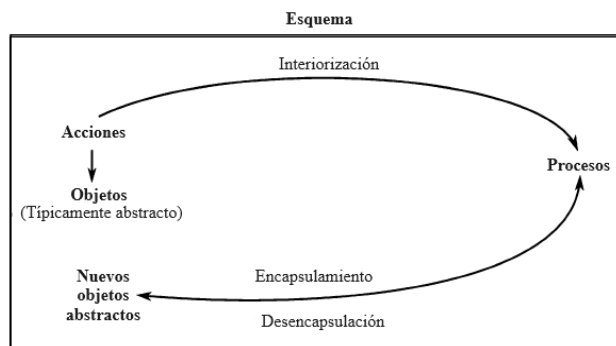 Esquema
Interiorización
Acciones
Procesos
Objetos
(Típicamente abstracto)
Nuevos
objetos
abstractos
Encapsulamiento
Desencapsulación